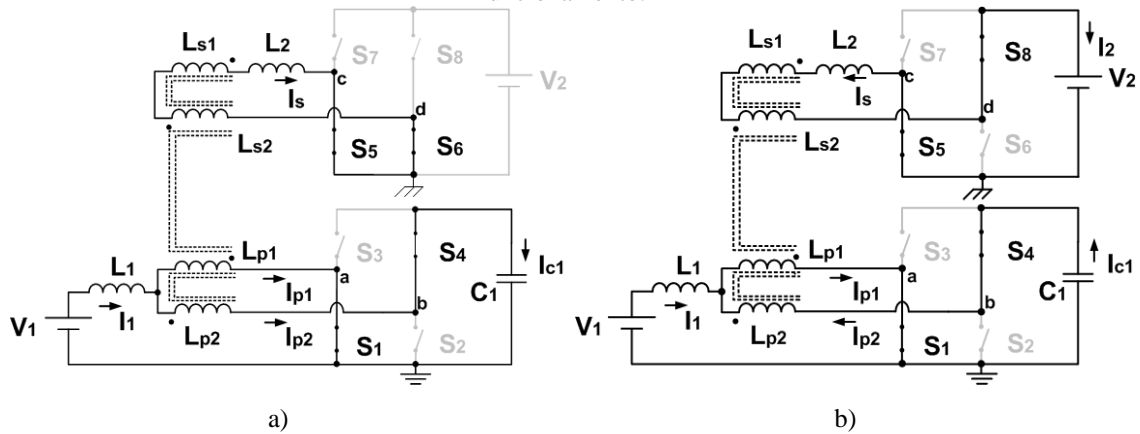 Ls1
L2
S7
S8
V2
c
Is
d
Ls2
S5
S6
Lp1
L1
S3
S4
Ic1
a
C1
Ip1
b
V1
I1
Lp2
Ip2
S1
S2
a)
Ls1
L2
S7
S8
I2
V2
c
Is
d
Ls2
S5
S6
Lp1
L1
S3
S4
Ic1
a
C1
Ip1
b
V1
I1
Lp2
Ip2
S1
S2
b)